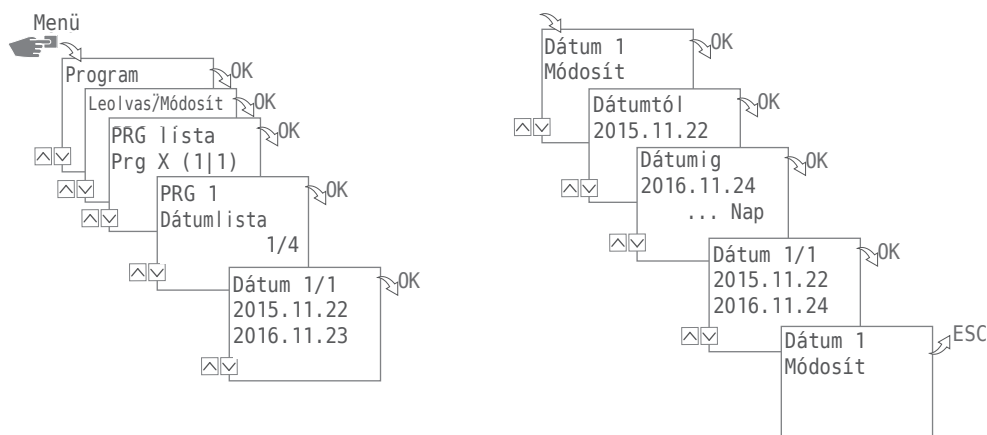 Menü
Program
OK
Leolvas/Módosít
OK
PRG lísta
Prg X (1|1)
OK
PRG 1
Dátumlista
1/4
OK
Dátum 1/1
2015.11.22
2016.11.23
OK
Dátum 1
Módosít
OK
Dátumtól
2015.11.22
OK
Dátumig
2016.11.24
... Nap
OK
Dátum 1/1
2015.11.22
2016.11.24
OK
Dátum 1
Módosít
ESC